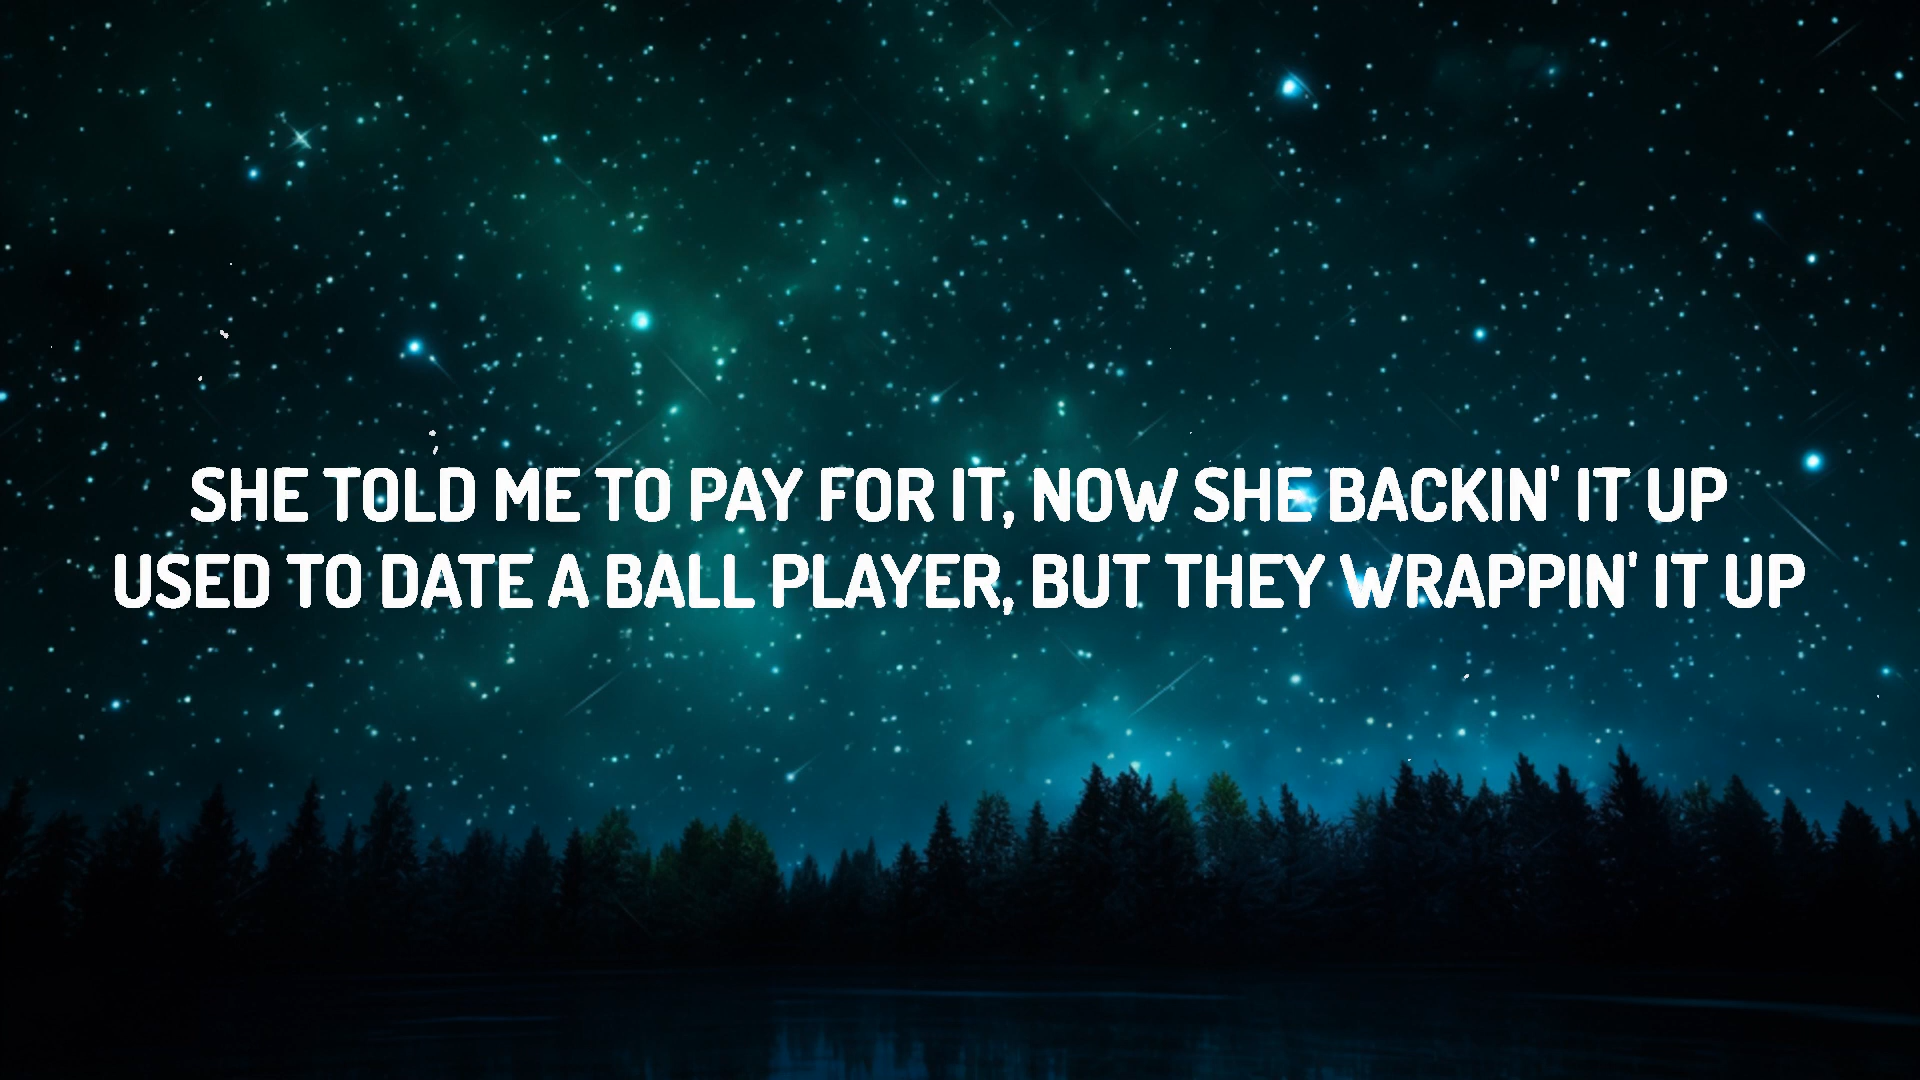 SHE TOLD ME TO PAY FOR IT, NOW SHE BACKIN' IT UP
USED TO DATE A BALL PLAYER, BUT THEY WRAPPIN' IT UP